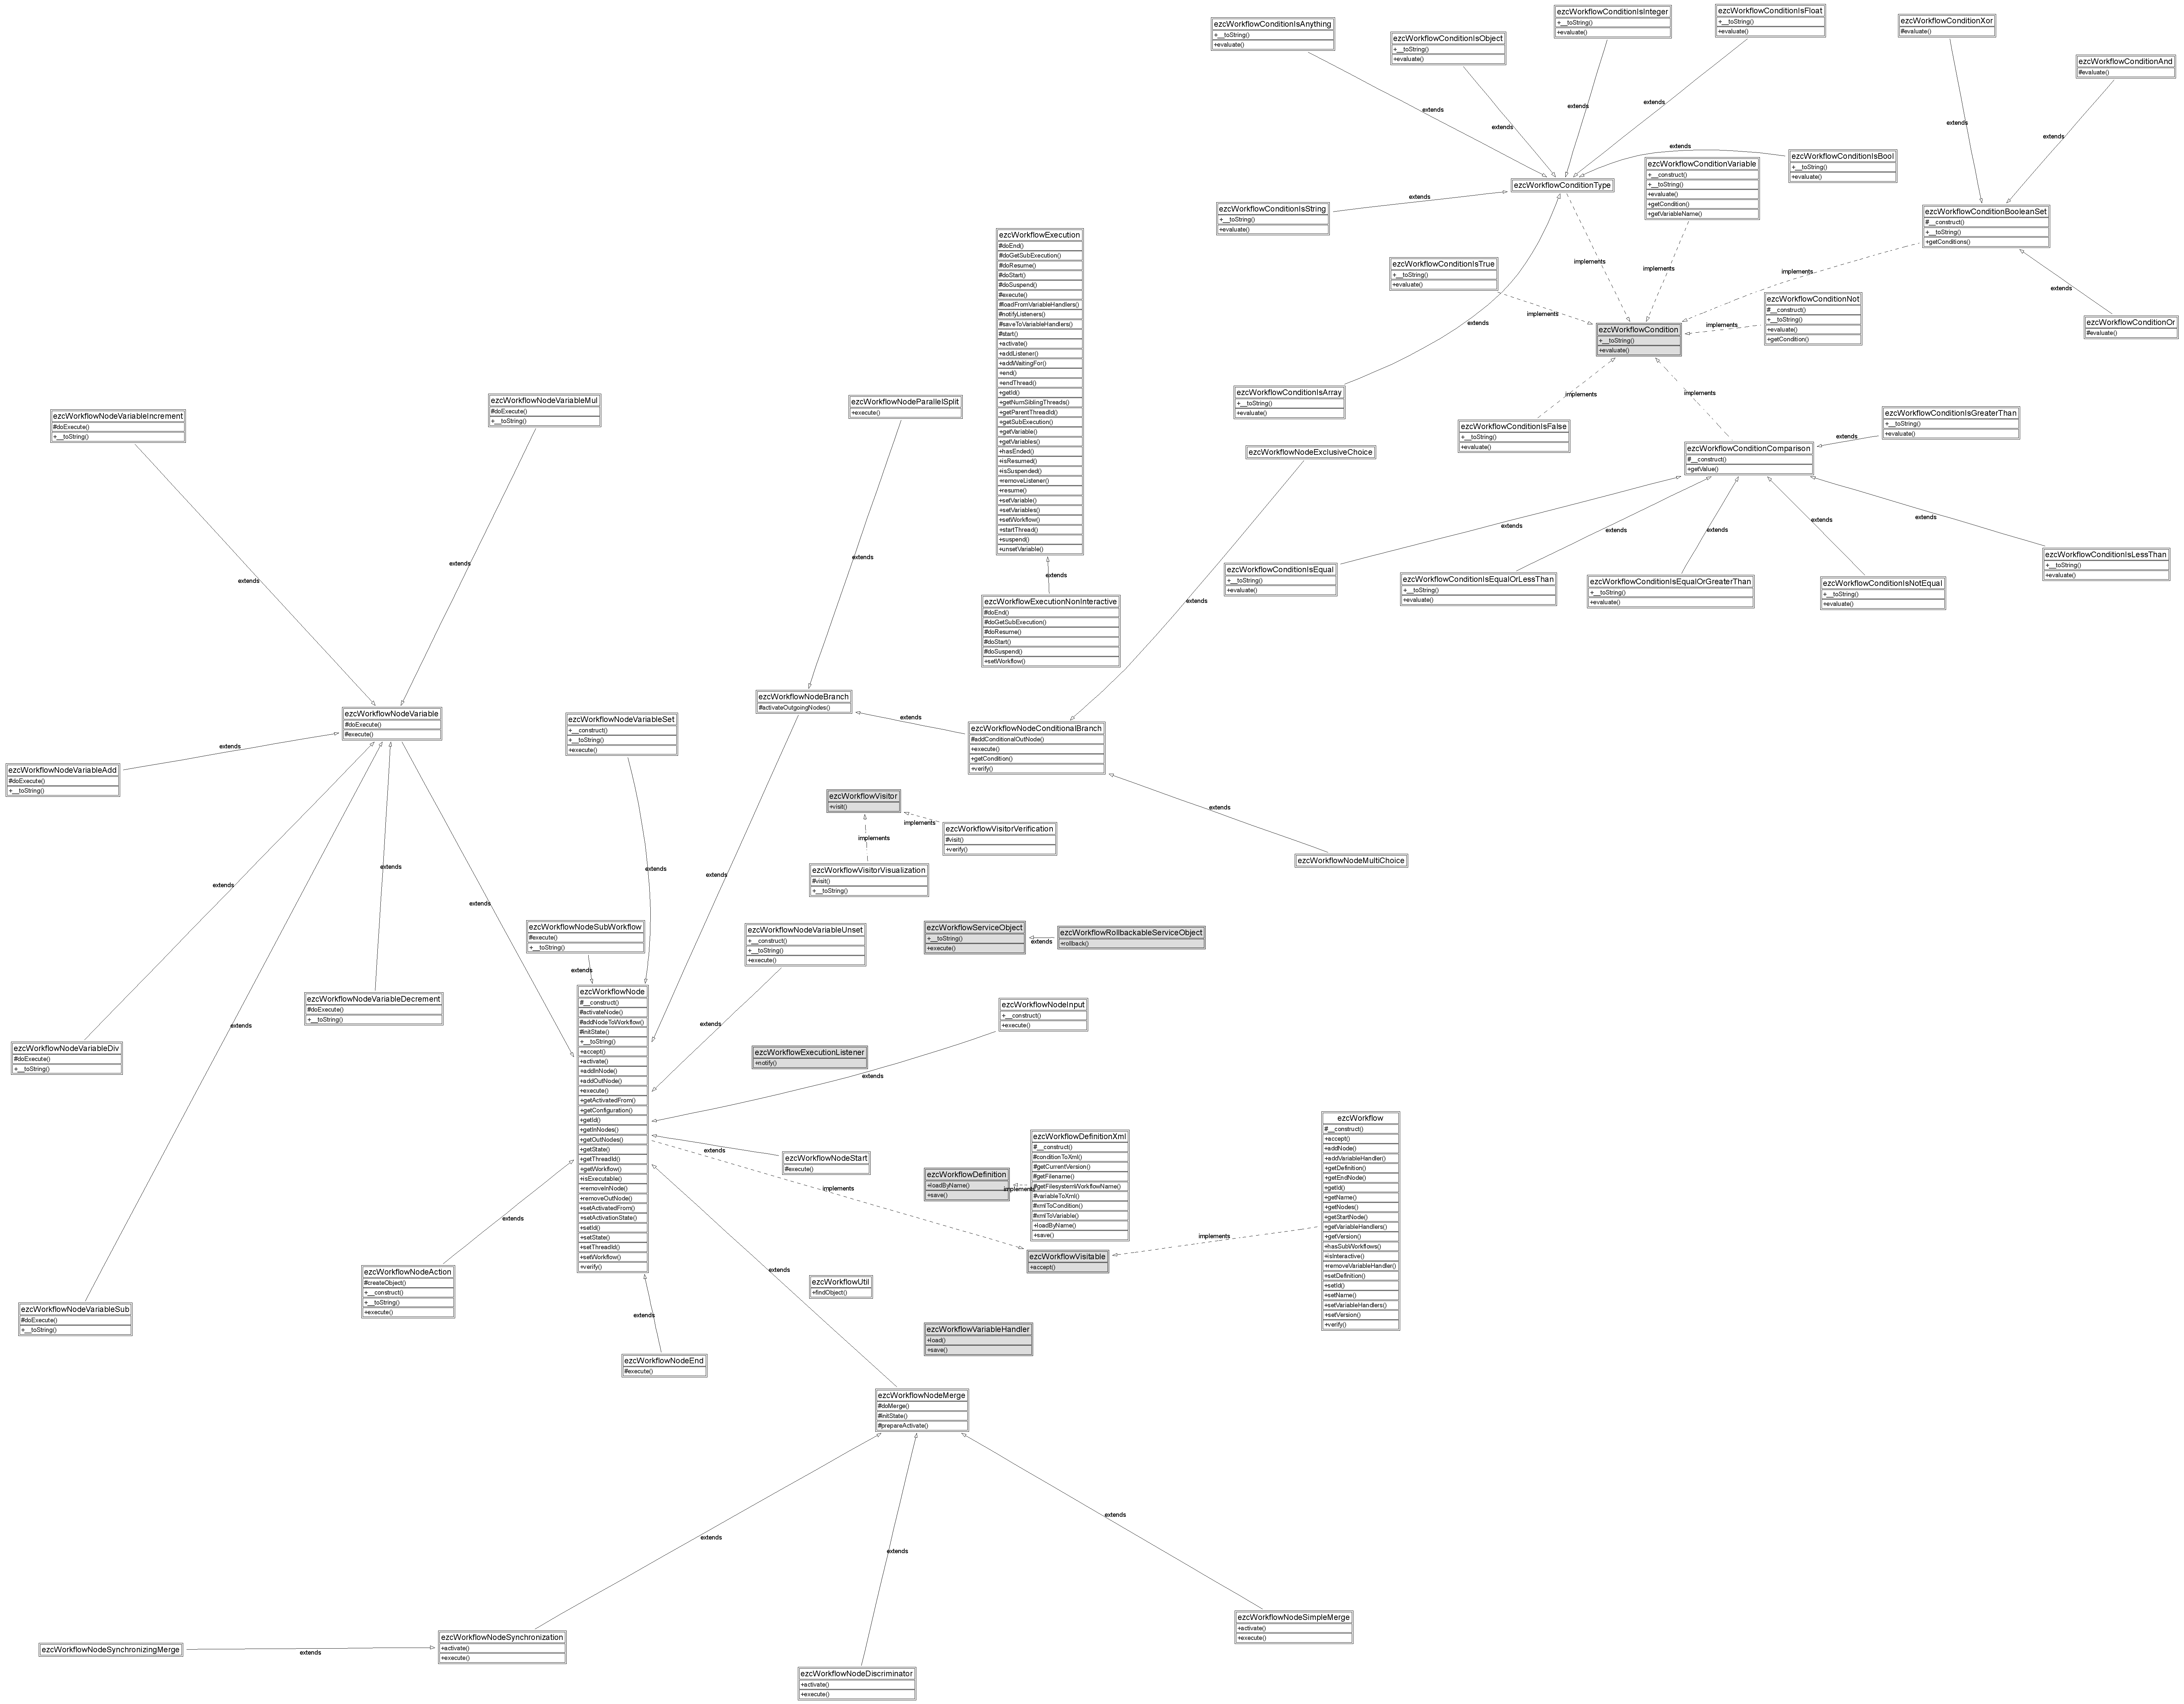 ezcWorkflowConditionIsAnything
+__toString()
+evaluate()
ezcWorkflowConditionIsObject
+__toString()
+evaluate()
ezcWorkflowConditionIsInteger
+__toString()
+evaluate()
ezcWorkflowConditionIsFloat
+__toString()
+evaluate()
ezcWorkflowConditionXor
#evaluate()
ezcWorkflowConditionAnd
#evaluate()
extends
extends
extends
extends
extends
extends
extends
ezcWorkflowConditionIsBool
+__toString()
+evaluate()
ezcWorkflowConditionVariable
+__construct()
+__toString()
+evaluate()
+getCondition()
+getVariableName()
ezcWorkflowConditionType
ezcWorkflowConditionIsString
+__toString()
+evaluate()
extends
ezcWorkflowConditionBooleanSet
#__construct()
+__toString()
+getConditions()
ezcWorkflowConditionIsTrue
+__toString()
+evaluate()
implements
implements
implements
implements
implements
extends
extends
ezcWorkflowConditionNot
#__construct()
+__toString()
+evaluate()
+getCondition()
ezcWorkflowCondition
+__toString()
+evaluate()
ezcWorkflowConditionOr
#evaluate()
ezcWorkflowExecution
#doEnd()
#doGetSubExecution()
#doResume()
#doStart()
#doSuspend()
#execute()
#loadFromVariableHandlers()
#notifyListeners()
#saveToVariableHandlers()
#start()
+activate()
+addListener()
+addWaitingFor()
+end()
+endThread()
+getId()
+getNumSiblingThreads()
+getParentThreadId()
+getSubExecution()
+getVariable()
+getVariables()
+hasEnded()
+isResumed()
+isSuspended()
+removeListener()
+resume()
+setVariable()
+setVariables()
+setWorkflow()
+startThread()
+suspend()
+unsetVariable()
ezcWorkflowConditionIsArray
+__toString()
+evaluate()
implements
implements
ezcWorkflowConditionIsFalse
+__toString()
+evaluate()
ezcWorkflowConditionIsGreaterThan
+__toString()
+evaluate()
extends
ezcWorkflowConditionComparison
#__construct()
+getValue()
extends
extends
extends
extends
extends
ezcWorkflowConditionIsEqual
+__toString()
+evaluate()
ezcWorkflowConditionIsEqualOrLessThan
+__toString()
+evaluate()
ezcWorkflowConditionIsEqualOrGreaterThan
+__toString()
+evaluate()
ezcWorkflowConditionIsNotEqual
+__toString()
+evaluate()
ezcWorkflowConditionIsLessThan
+__toString()
+evaluate()
ezcWorkflowNodeVariableIncrement
#doExecute()
+__toString()
ezcWorkflowNodeVariableMul
#doExecute()
+__toString()
ezcWorkflowNodeParallelSplit
+execute()
ezcWorkflowNodeExclusiveChoice
extends
extends
extends
extends
extends
ezcWorkflowExecutionNonInteractive
#doEnd()
#doGetSubExecution()
#doResume()
#doStart()
#doSuspend()
+setWorkflow()
ezcWorkflowNodeBranch
#activateOutgoingNodes()
extends
ezcWorkflowNodeConditionalBranch
#addConditionalOutNode()
+execute()
+getCondition()
+verify()
ezcWorkflowNodeVariable
#doExecute()
#execute()
ezcWorkflowNodeVariableSet
+__construct()
+__toString()
+execute()
extends
ezcWorkflowNodeVariableAdd
#doExecute()
+__toString()
ezcWorkflowVisitor
+visit()
implements
implements
ezcWorkflowVisitorVerification
#visit()
+verify()
ezcWorkflowVisitorVisualization
#visit()
+__toString()
extends
ezcWorkflowNodeMultiChoice
extends
extends
extends
extends
extends
ezcWorkflowNodeSubWorkflow
#execute()
+__toString()
ezcWorkflowNodeVariableUnset
+__construct()
+__toString()
+execute()
ezcWorkflowServiceObject
+__toString()
+execute()
extends
ezcWorkflowRollbackableServiceObject
+rollback()
extends
ezcWorkflowNodeVariableDecrement
#doExecute()
+__toString()
ezcWorkflowNode
#__construct()
#activateNode()
#addNodeToWorkflow()
#initState()
+__toString()
+accept()
+activate()
+addInNode()
+addOutNode()
+execute()
+getActivatedFrom()
+getConfiguration()
+getId()
+getInNodes()
+getOutNodes()
+getState()
+getThreadId()
+getWorkflow()
+isExecutable()
+removeInNode()
+removeOutNode()
+setActivatedFrom()
+setActivationState()
+setId()
+setState()
+setThreadId()
+setWorkflow()
+verify()
ezcWorkflowNodeInput
+__construct()
+execute()
extends
extends
extends
ezcWorkflowNodeVariableDiv
#doExecute()
+__toString()
ezcWorkflowExecutionListener
+notify()
extends
ezcWorkflowNodeStart
#execute()
extends
implements
ezcWorkflowDefinition
+loadByName()
+save()
implements
ezcWorkflowDefinitionXml
#__construct()
#conditionToXml()
#getCurrentVersion()
#getFilename()
#getFilesystemWorkflowName()
#variableToXml()
#xmlToCondition()
#xmlToVariable()
+loadByName()
+save()
ezcWorkflow
#__construct()
+accept()
+addNode()
+addVariableHandler()
+getDefinition()
+getEndNode()
+getId()
+getName()
+getNodes()
+getStartNode()
+getVariableHandlers()
+getVersion()
+hasSubWorkflows()
+isInteractive()
+removeVariableHandler()
+setDefinition()
+setId()
+setName()
+setVariableHandlers()
+setVersion()
+verify()
implements
ezcWorkflowVisitable
+accept()
extends
ezcWorkflowNodeAction
#createObject()
+__construct()
+__toString()
+execute()
ezcWorkflowUtil
+findObject()
ezcWorkflowNodeVariableSub
#doExecute()
+__toString()
extends
extends
ezcWorkflowVariableHandler
+load()
+save()
ezcWorkflowNodeEnd
#execute()
ezcWorkflowNodeMerge
#doMerge()
#initState()
#prepareActivate()
extends
extends
extends
ezcWorkflowNodeSimpleMerge
+activate()
+execute()
ezcWorkflowNodeSynchronizingMerge
extends
ezcWorkflowNodeSynchronization
+activate()
+execute()
ezcWorkflowNodeDiscriminator
+activate()
+execute()